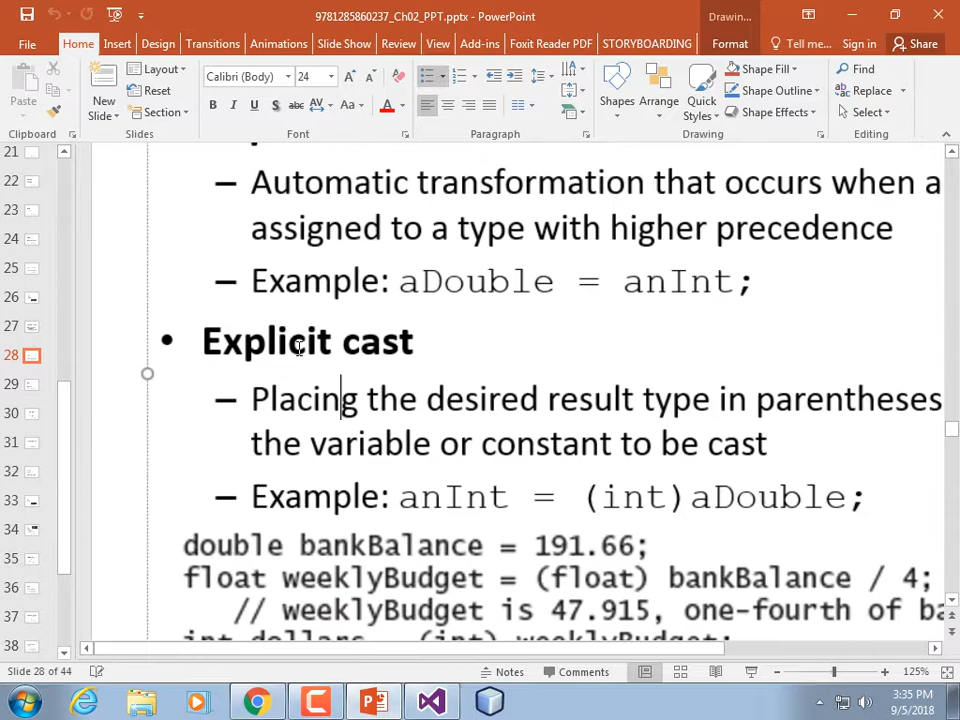 9781285860237_Ch02_PPT.pptx - PowerPoint
Drawin...
File Home Insert Design Transitions Animations Slide Show Review View Add-ins Foxit Reader PDF STORYBOARDING Format Tell me... Sign in Share
Paste
Clipboard
New
Slide
Layout
Reset
Section
Slides
Calibri (Body) 24
B I U S abc AV Aa A
Font
Paragraph
Shapes
Arrange
Quick
Styles
Shape Fill
Shape Outline
Shape Effects
Drawing
Find
Replace
Select
Editing
21
22
23
24
25
26
27
28
29
30
31
32
33
34
35
36
37
38
– Automatic transformation that occurs when a
assigned to a type with higher precedence
– Example: aDouble = anInt;
• Explicit cast
– Placing the desired result type in parentheses
the variable or constant to be cast
– Example: anInt = (int)aDouble;
double bankBalance = 191.66;
float weeklyBudget = (float) bankBalance / 4;
// weeklyBudget is 47.915, one-fourth of ba
int dollars = (int) weeklyBudget;
Slide 28 of 44
Notes
Comments
125%
3:35 PM
9/5/2018